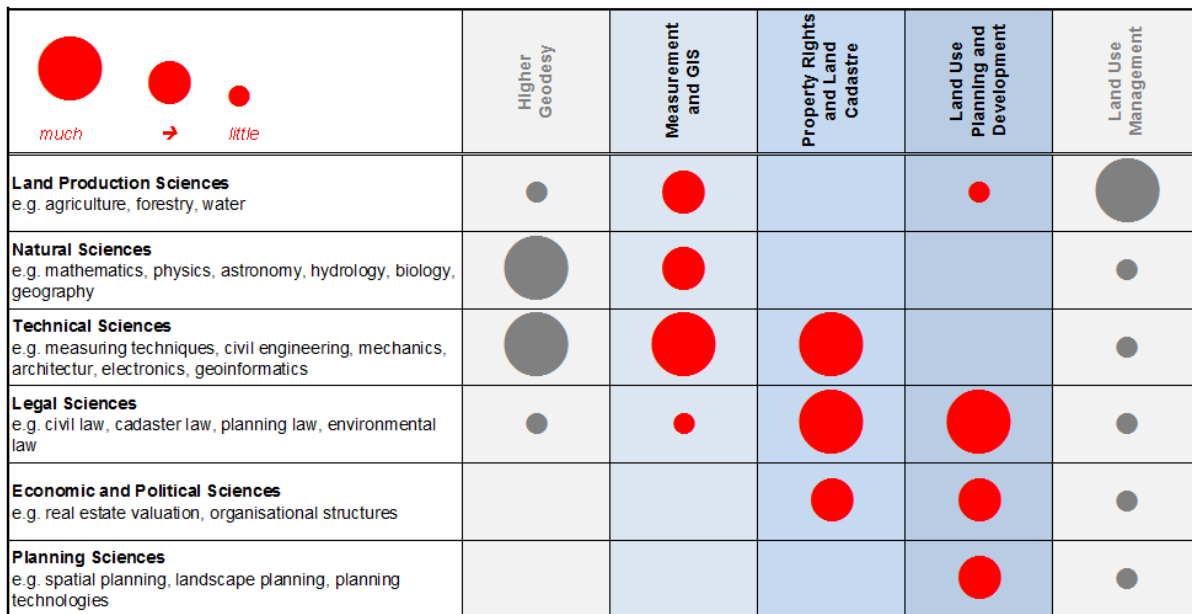 much
➔
little
Higher
Geodesy
Measurement
and GIS
Property Rights
and Land
Cadastre
Land Use
Planning and
Development
Land Use
Management
Land Production Sciences
e.g. agriculture, forestry, water
Natural Sciences
e.g. mathematics, physics, astronomy, hydrology, biology,
geography
Technical Sciences
e.g. measuring techniques, civil engineering, mechanics,
architectur, electronics, geoinformatics
Legal Sciences
e.g. civil law, cadaster law, planning law, environmental
law
Economic and Political Sciences
e.g. real estate valuation, organisational structures
Planning Sciences
e.g. spatial planning, landscape planning, planning
technologies